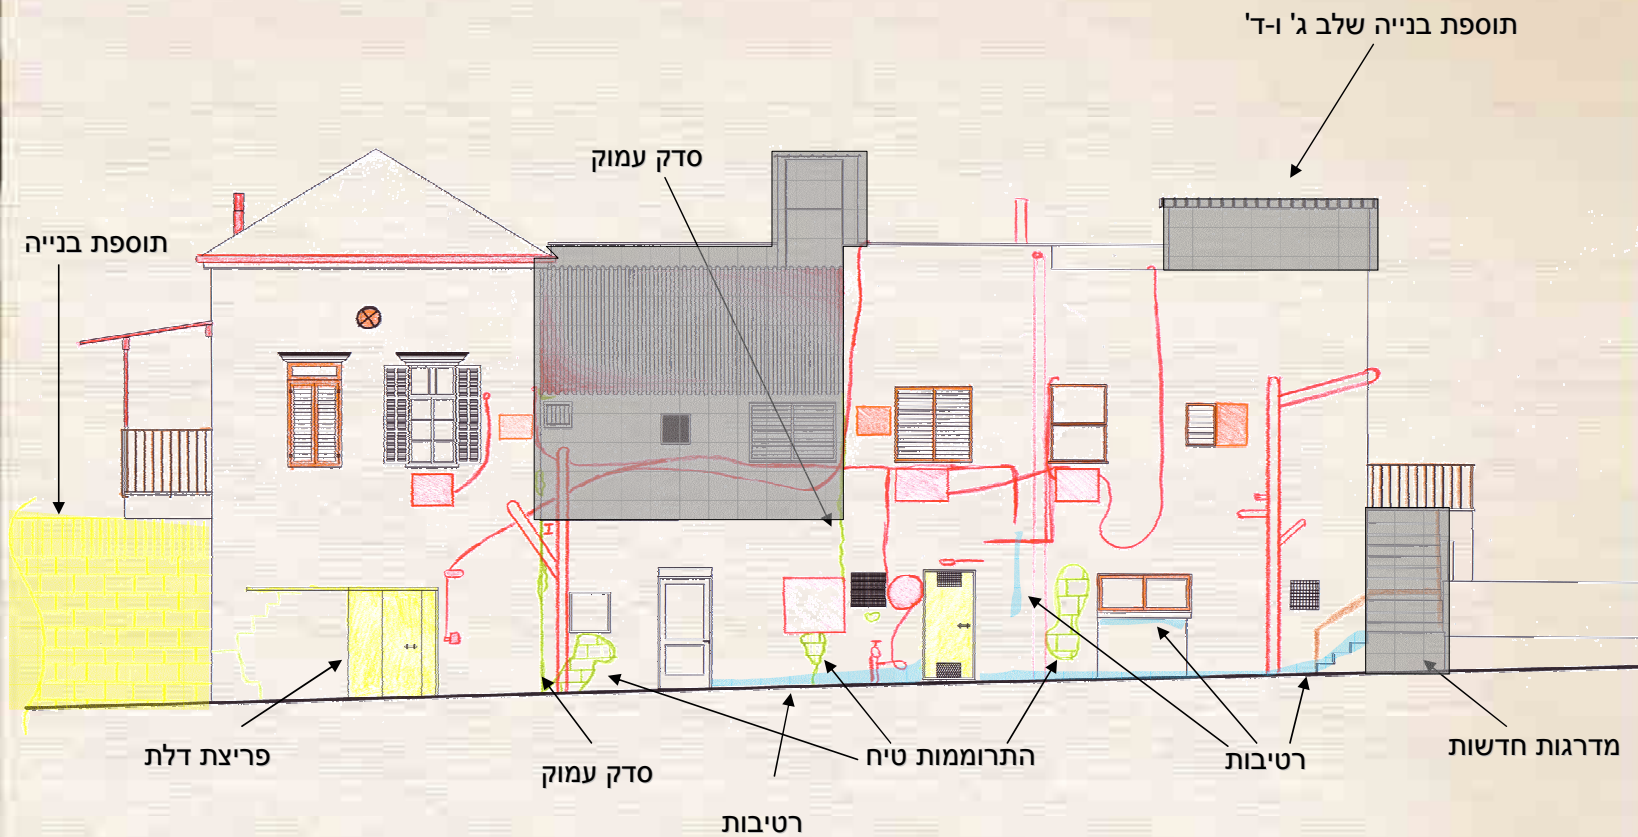 תוספת בנייה שלב ג' ו-ד'
סדק עמוק
תוספת בנייה
פריצת דלת
סדק עמוק
התרוממות טיח
רטיבות
מדרגות חדשות
רטיבות